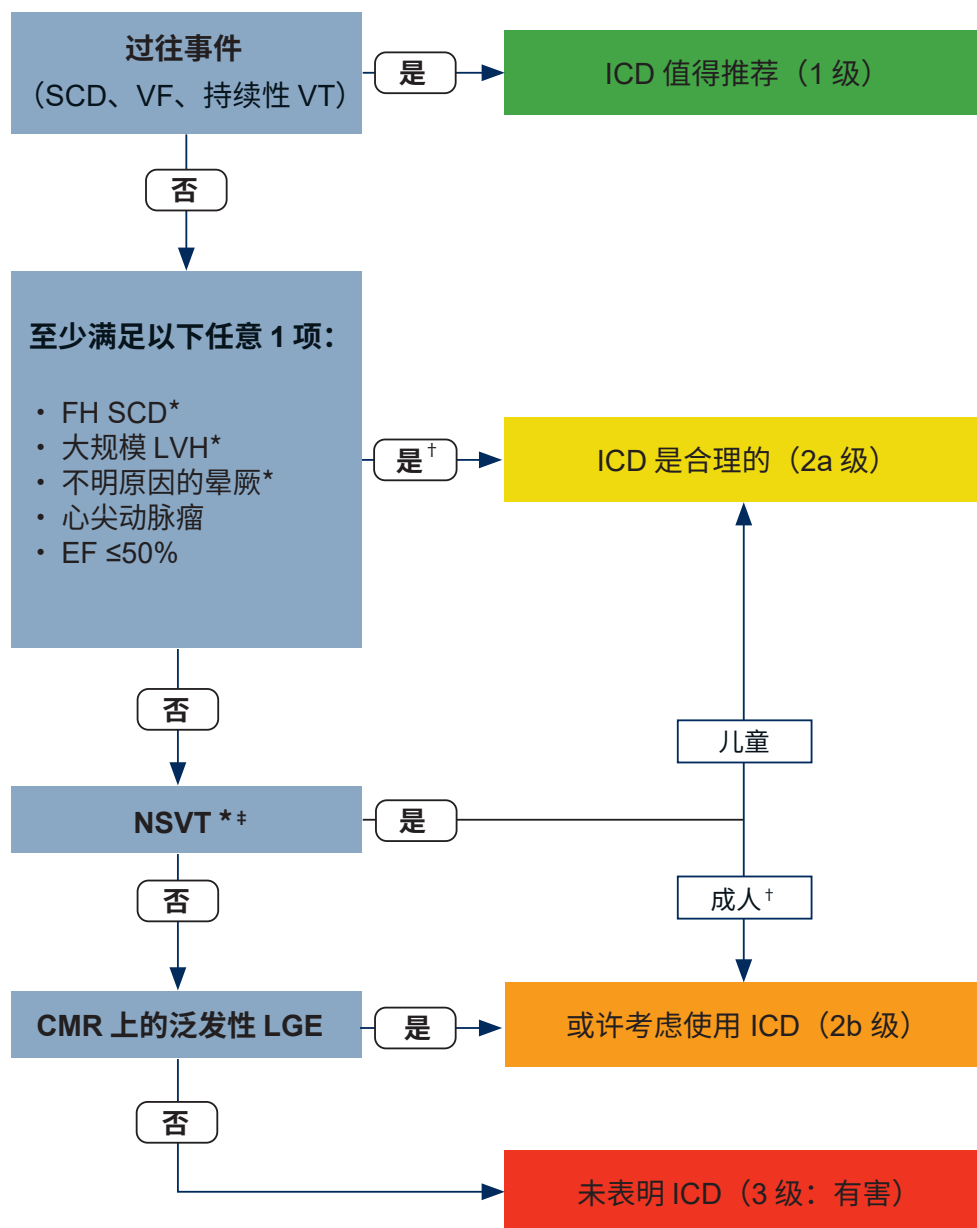 过往事件
（SCD、VF、持续性 VT）
是
ICD 值得推荐（1 级）
否
至少满足以下任意 1 项：
• FH SCD*
• 大规模 LVH*
• 不明原因的晕厥*
• 心尖动脉瘤
• EF ≤50%
是†
ICD 是合理的（2a 级）
否
儿童
NSVT *‡
是
否
成人†
CMR 上的泛发性 LGE
是
或许考虑使用 ICD（2b 级）
否
未表明 ICD（3 级：有害）